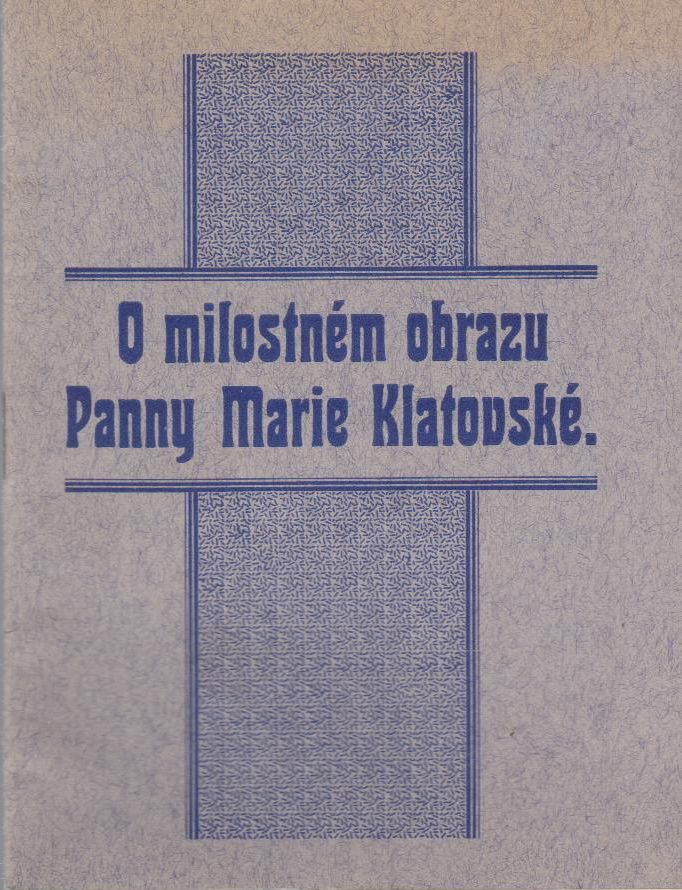 O milostném obrazu
Panny Marie Klatovské.